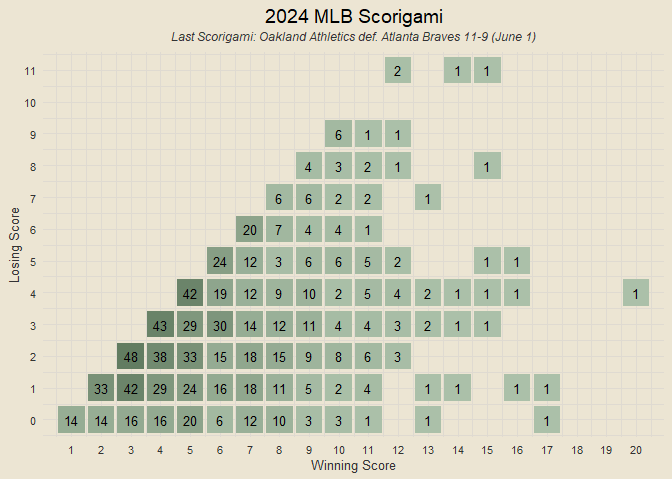 2024 MLB Scorigami
Last Scorigami: Oakland Athletics def. Atlanta Braves 11-9 (June 1)
11 2 1 1
10
9 6 1 1
8 4 3 2 1 1
7 6 6 2 2 1
6 20 7 4 4 1
5 24 12 3 6 6 5 2 1 1
4 42 19 12 9 10 2 5 4 2 1 1 1 1
3 43 29 30 14 12 11 4 4 3 2 1 1
2 48 38 33 15 18 15 9 8 6 3
1 33 42 29 24 16 18 11 5 2 4 1 1 1 1
0 14 14 16 16 20 6 12 10 3 3 1 1 1
1 2 3 4 5 6 7 8 9 10 11 12 13 14 15 16 17 18 19 20
Winning Score
Losing Score